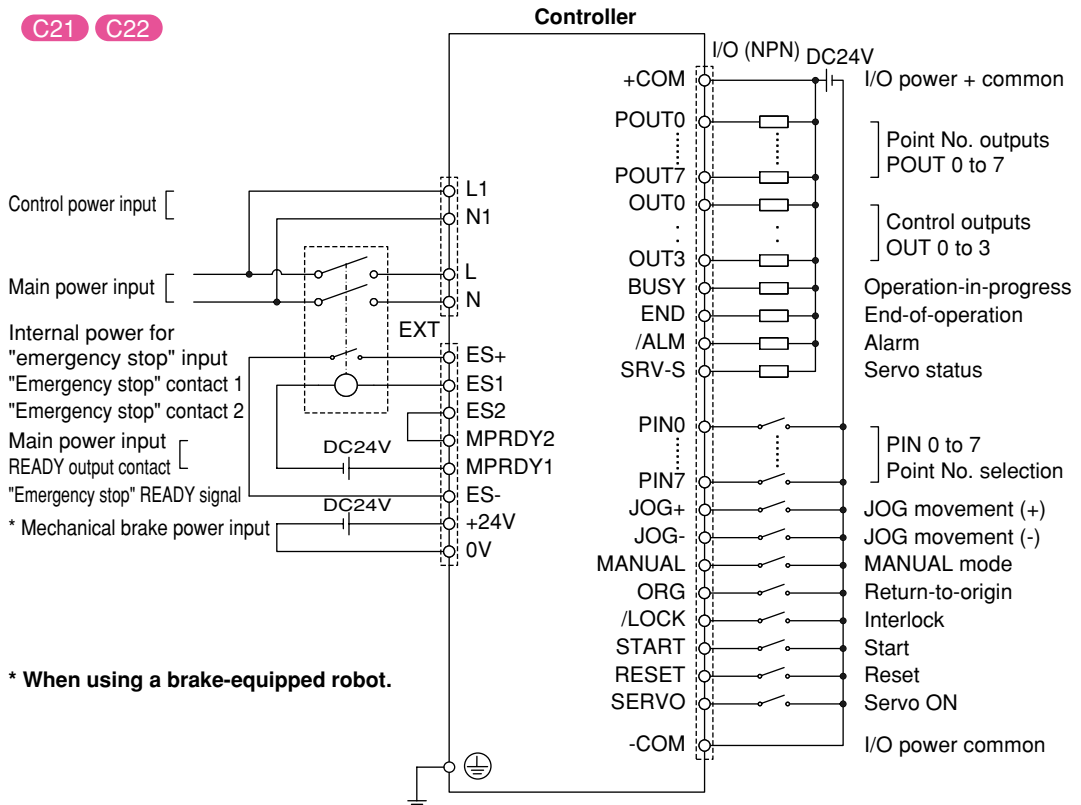 C21 C22
Controller
I/O (NPN)
DC24V
+COM I/O power + common
POUT0
POUT7
Point No. outputs
POUT 0 to 7
OUT0
OUT3
Control outputs
OUT 0 to 3
BUSY Operation-in-progress
END End-of-operation
/ALM Alarm
SRV-S Servo status
PIN0
PIN7
PIN 0 to 7
Point No. selection
JOG+ JOG movement (+)
JOG- JOG movement (-)
MANUAL MANUAL mode
ORG Return-to-origin
/LOCK Interlock
START Start
RESET Reset
SERVO Servo ON
-COM I/O power common
Control power input
L1
N1
Main power input
L
N
EXT
Internal power for
"emergency stop" input
ES+
"Emergency stop" contact 1
ES1
"Emergency stop" contact 2
ES2
Main power input
READY output contact
MPRDY2
DC24V
MPRDY1
"Emergency stop" READY signal
ES-
DC24V
* Mechanical brake power input
+24V
0V
* When using a brake-equipped robot.